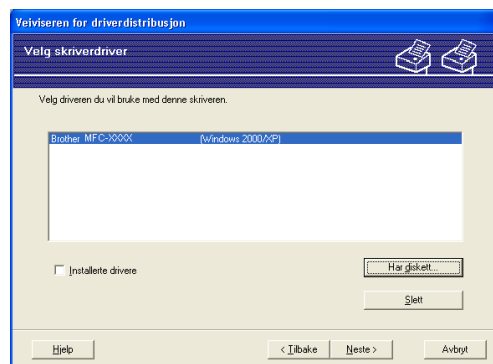 Veiviseren for driverdistribusjon
Velg skriverdriver
Velg driveren du vil bruke med denne skriveren.
Brother MFC-XXXX (Windows 2000/XP)
Installerte drivere
Har diskett...
Slett
Hjelp < Tilbake Neste > Avbryt